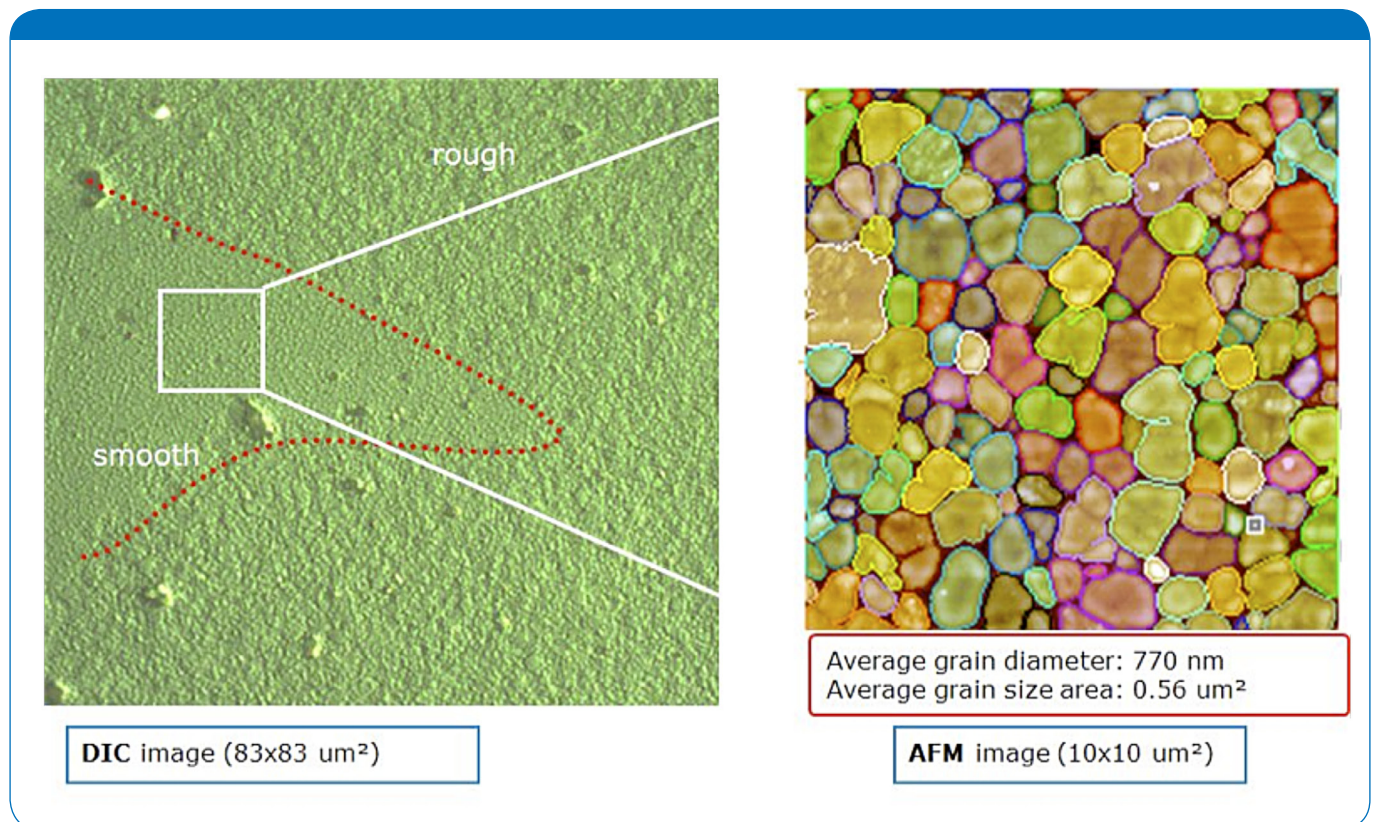 rough
smooth
DIC image (83x83 um²)
Average grain diameter: 770 nm
Average grain size area: 0.56 um²
AFM image (10x10 um²)